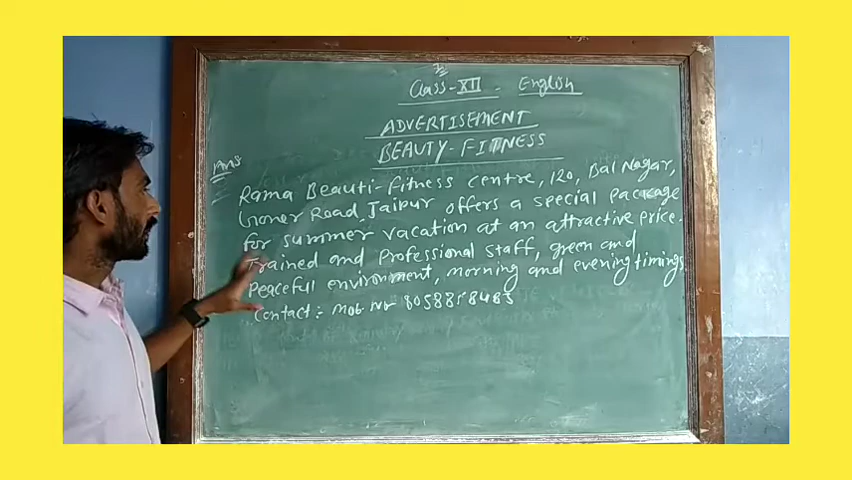 Class-XII - English
ADVERTISEMENT
BEAUTY-FITNESS
Ans
Rama Beauti-Fitness centre, 120, Bal Nagar,
Goner Road, Jaipur offers a special pacacage
for summer vacation at an attractive price.
Trained and Professional staff, green and
Peacefull environment, morning and evening timings.
Contact: Mob. No-